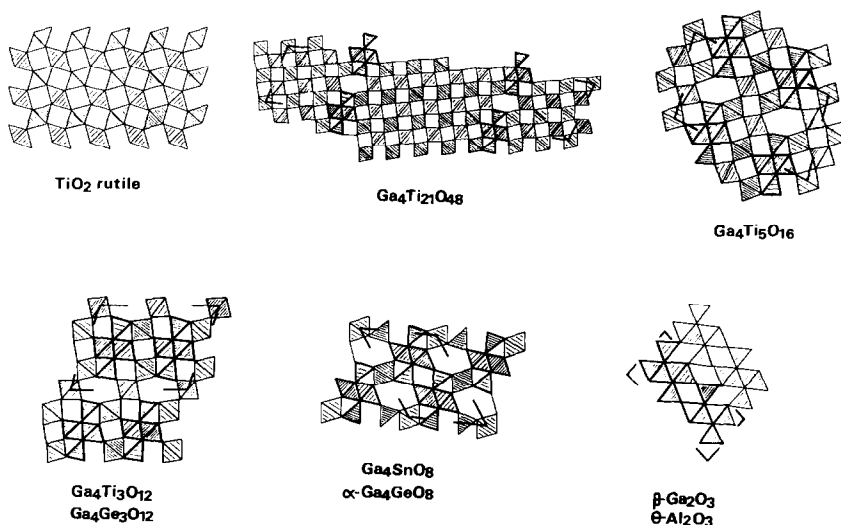 TiO2 rutile
Ga4Ti21O48
Ga4Ti5O16
Ga4Ti3O12
Ga4Ge3O12
Ga4SnO8
α-Ga4GeO8
β-Ga2O3
θ-Al2O3